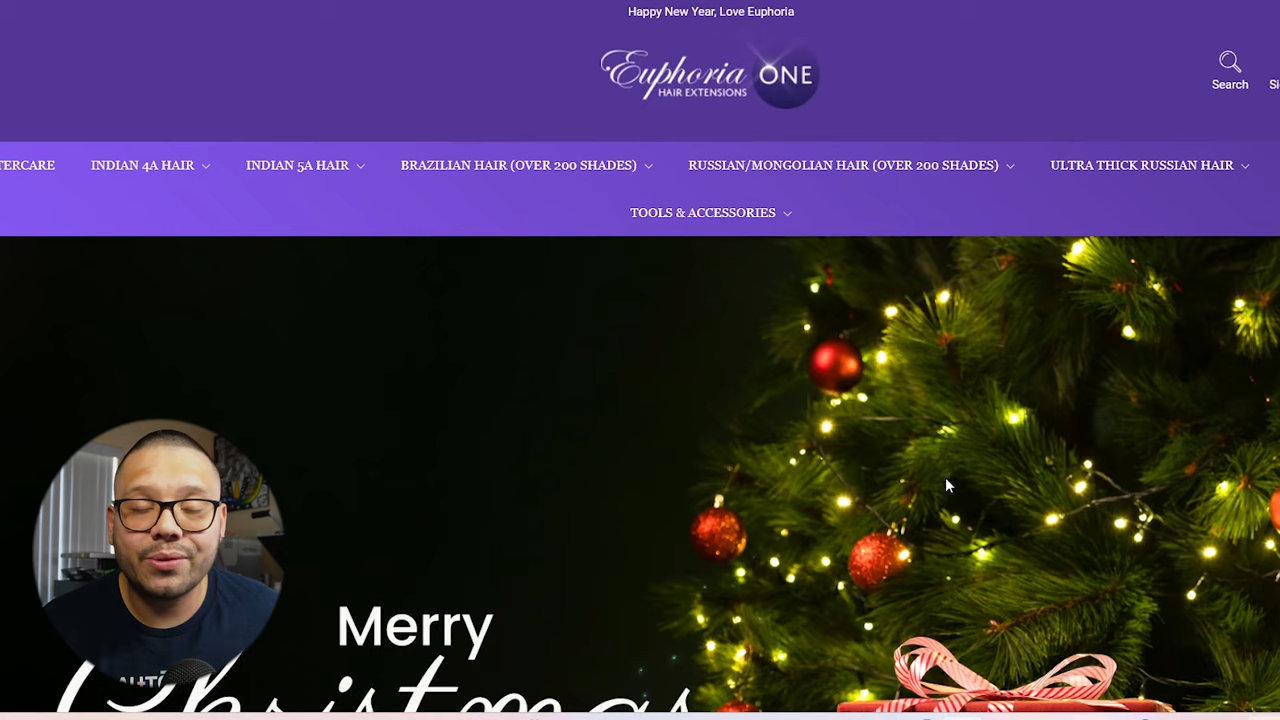 Happy New Year, Love Euphoria
Euphoria ONE
HAIR EXTENSIONS
Search
TERCARE
INDIAN 4A HAIR
INDIAN 5A HAIR
BRAZILIAN HAIR (OVER 200 SHADES)
RUSSIAN/MONGOLIAN HAIR (OVER 200 SHADES)
ULTRA THICK RUSSIAN HAIR
TOOLS & ACCESSORIES
Merry
Christmas